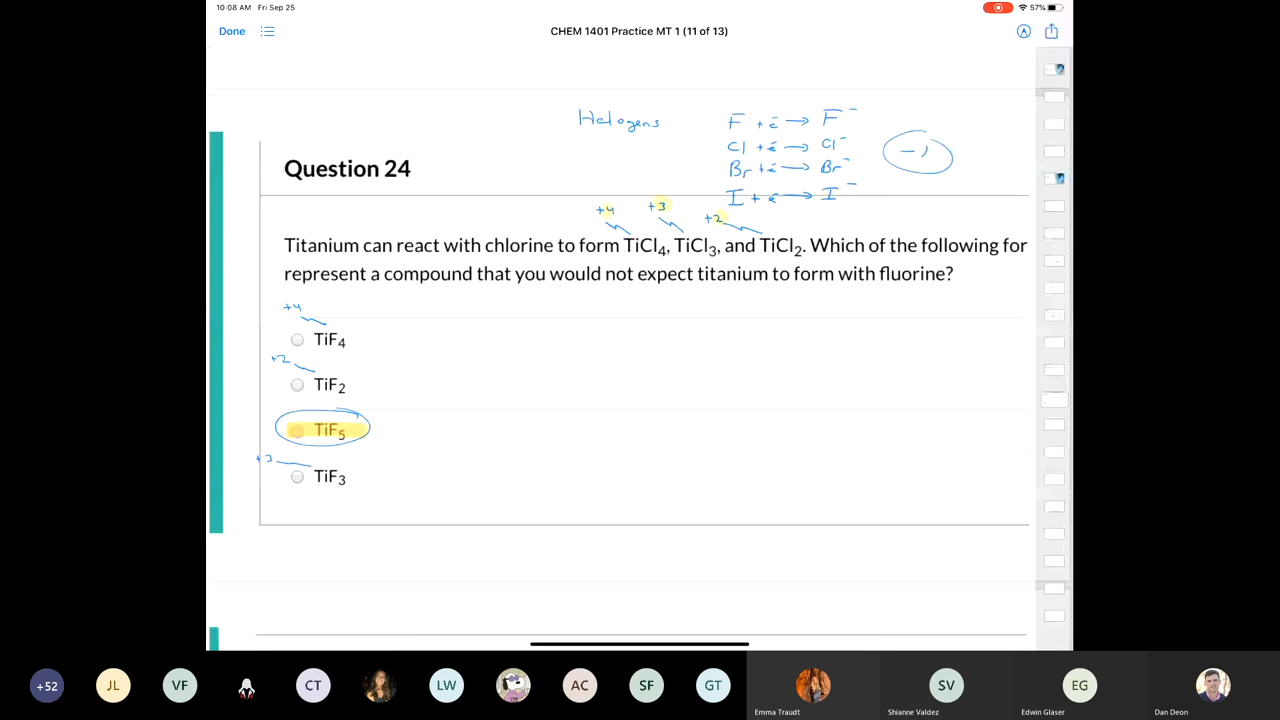 10:08 AM Fri Sep 25
57%
Done
CHEM 1401 Practice MT 1 (11 of 13)
Halogens
F + e → F⁻
Cl + e → Cl⁻
Br + e → Br⁻
I + e → I⁻
-1
Question 24
+4 +3 +2
Titanium can react with chlorine to form TiCl₄, TiCl₃, and TiCl₂. Which of the following for
represent a compound that you would not expect titanium to form with fluorine?
+4
TiF₄
+2
TiF₂
TiF₅
+3
TiF₃
+52
JL
VF
CT
LW
AC
SF
GT
SV
EG
Emma Traudt
Shianne Valdez
Edwin Glaser
Dan Deon